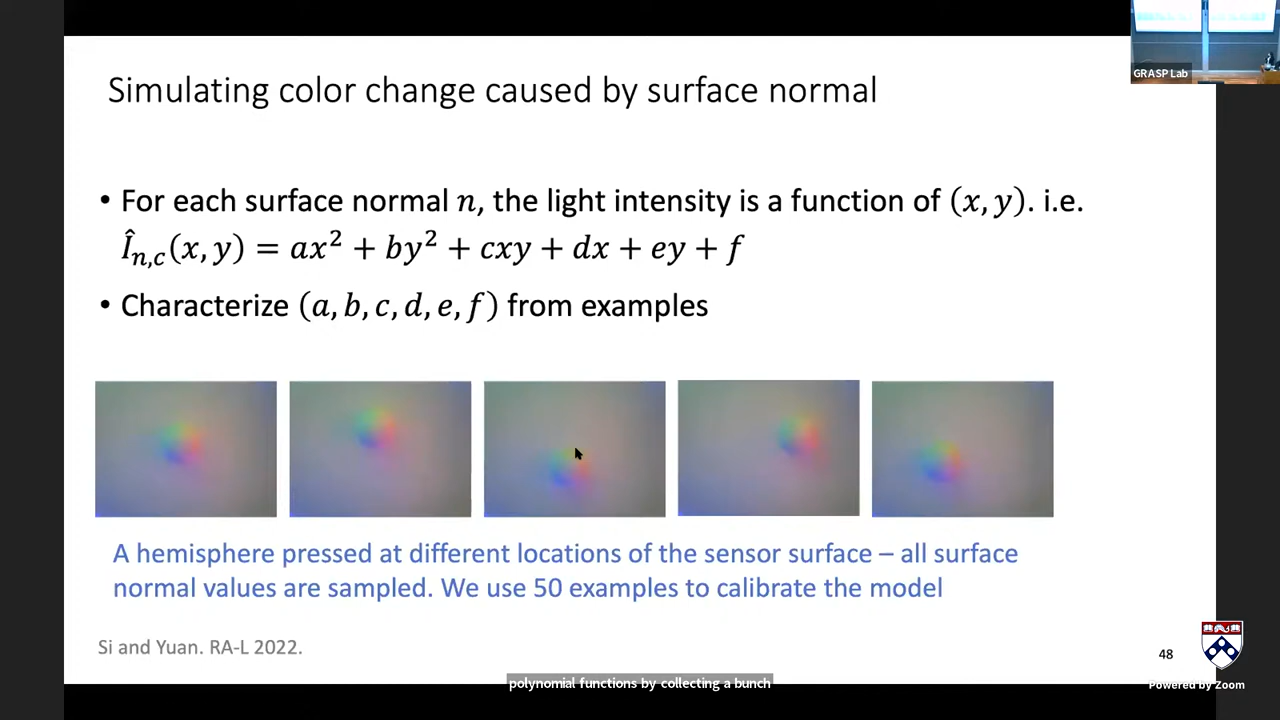 GRASP Lab
Simulating color change caused by surface normal
• For each surface normal n, the light intensity is a function of (x, y). i.e.
Î_{n,c}(x, y) = ax² + by² + cxy + dx + ey + f
• Characterize (a, b, c, d, e, f) from examples
A hemisphere pressed at different locations of the sensor surface – all surface
normal values are sampled. We use 50 examples to calibrate the model
Si and Yuan. RA-L 2022.
48
polynomial functions by collecting a bunch
Powered by Zoom